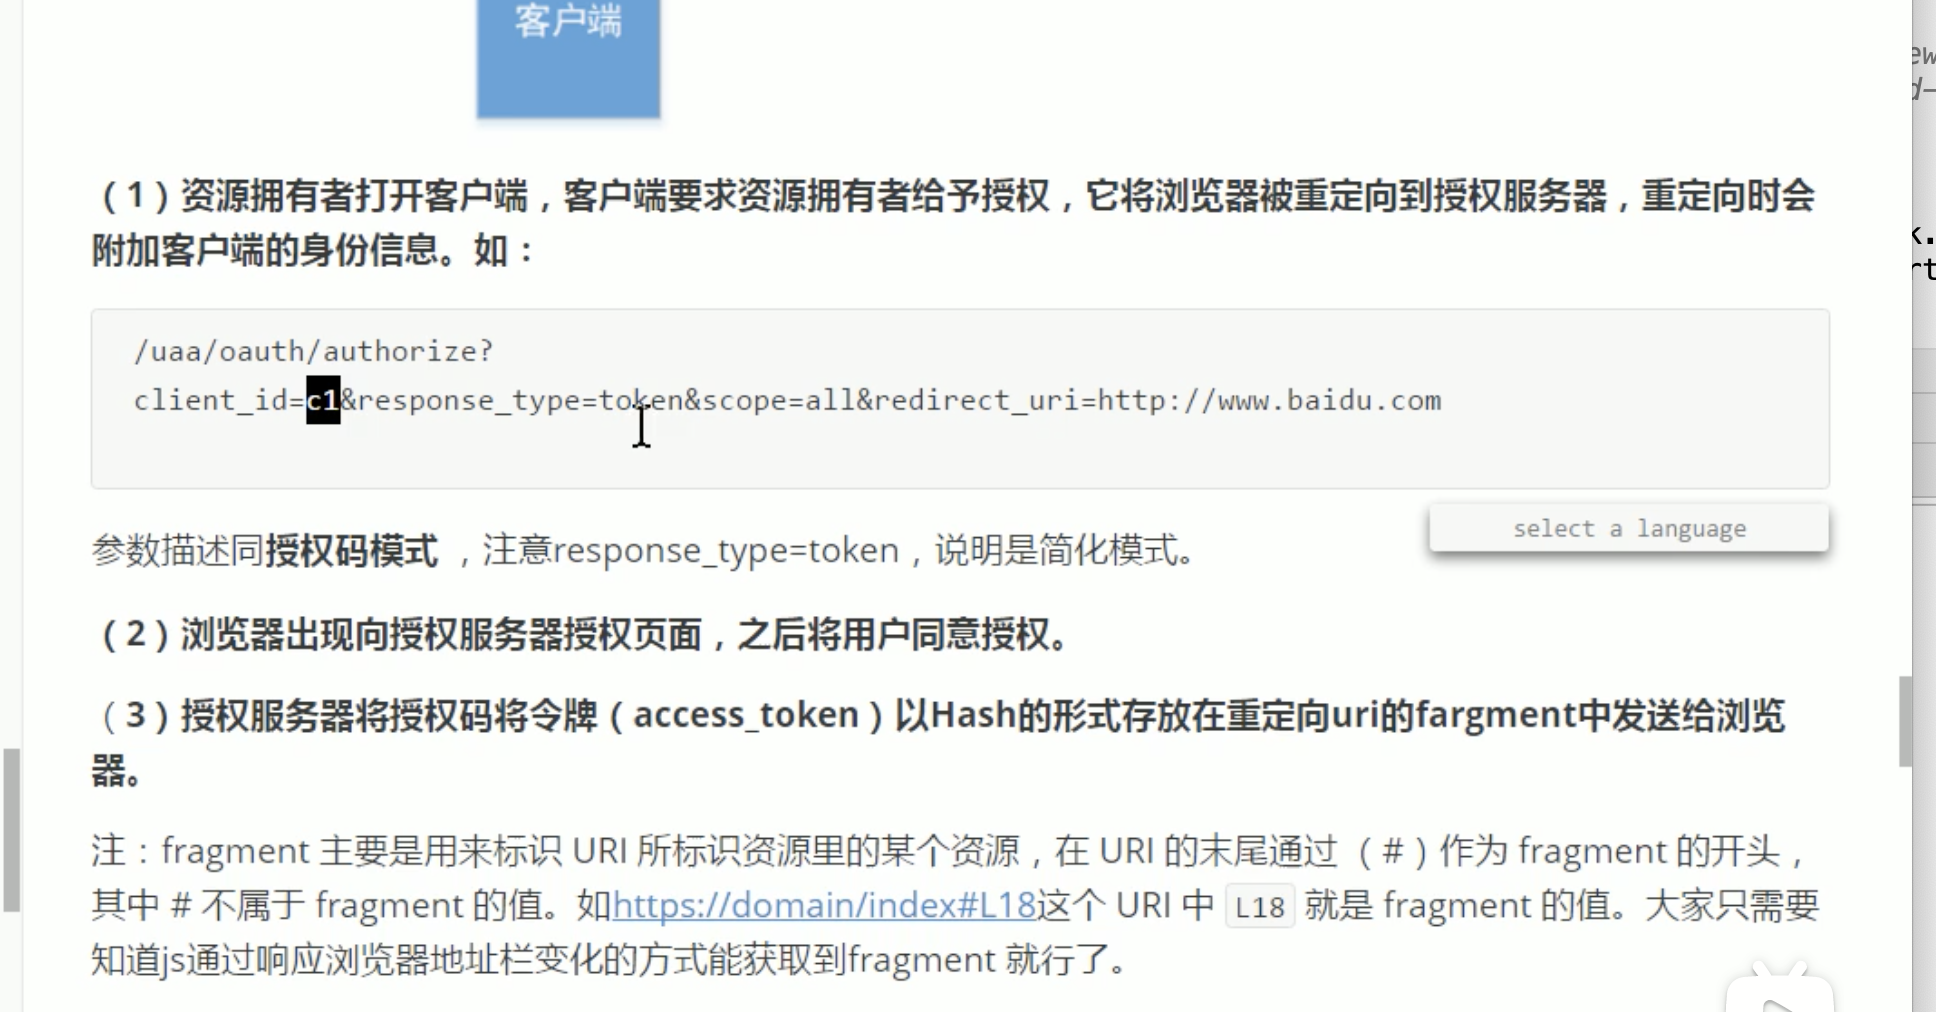 客户端
（1）资源拥有者打开客户端，客户端要求资源拥有者给予授权，它将浏览器被重定向到授权服务器，重定向时会
附加客户端的身份信息。如：
/uaa/oauth/authorize?
client_id=c1&response_type=token&scope=all&redirect_uri=http://www.baidu.com
select a language
参数描述同授权码模式 ，注意response_type=token，说明是简化模式。
（2）浏览器出现向授权服务器授权页面，之后将用户同意授权。
（3）授权服务器将授权码将令牌（access_token）以Hash的形式存放在重定向uri的fargment中发送给浏览
器。
注：fragment 主要是用来标识 URI 所标识资源里的某个资源，在 URI 的末尾通过 （#）作为 fragment 的开头，
其中 # 不属于 fragment 的值。如https://domain/index#L18这个 URI 中 L18 就是 fragment 的值。大家只需要
知道js通过响应浏览器地址栏变化的方式能获取到fragment 就行了。